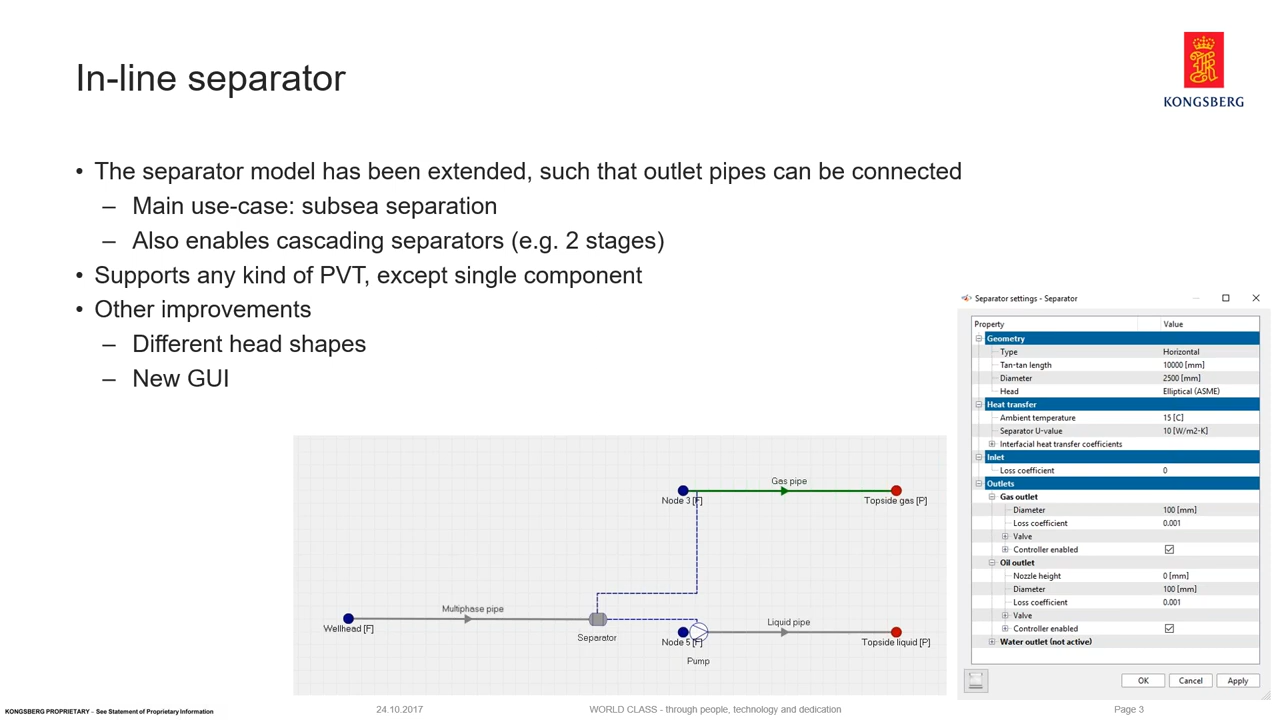 In-line separator
KONGSBERG
• The separator model has been extended, such that outlet pipes can be connected
– Main use-case: subsea separation
– Also enables cascading separators (e.g. 2 stages)
• Supports any kind of PVT, except single component
• Other improvements
– Different head shapes
– New GUI
Separator settings - Separator
Property Value
Geometry
Type Horizontal
Tan-tan length 10000 [mm]
Diameter 2500 [mm]
Head Elliptical (ASME)
Heat transfer
Ambient temperature 15 [C]
Separator U-value 10 [W/m2-K]
Interfacial heat transfer coefficients
Inlet
Loss coefficient 0
Outlets
Gas outlet
Diameter 100 [mm]
Loss coefficient 0.001
Valve
Controller enabled
Oil outlet
Nozzle height 0 [mm]
Diameter 100 [mm]
Loss coefficient 0.001
Valve
Controller enabled
Water outlet (not active)
OK Cancel Apply
Gas pipe
Node 3 [F] Topside gas [P]
Multiphase pipe
Wellhead [F]
Separator
Liquid pipe
Node 5 [F] Topside liquid [P]
Pump
KONGSBERG PROPRIETARY – See Statement of Proprietary Information
24.10.2017
WORLD CLASS - through people, technology and dedication
Page 3